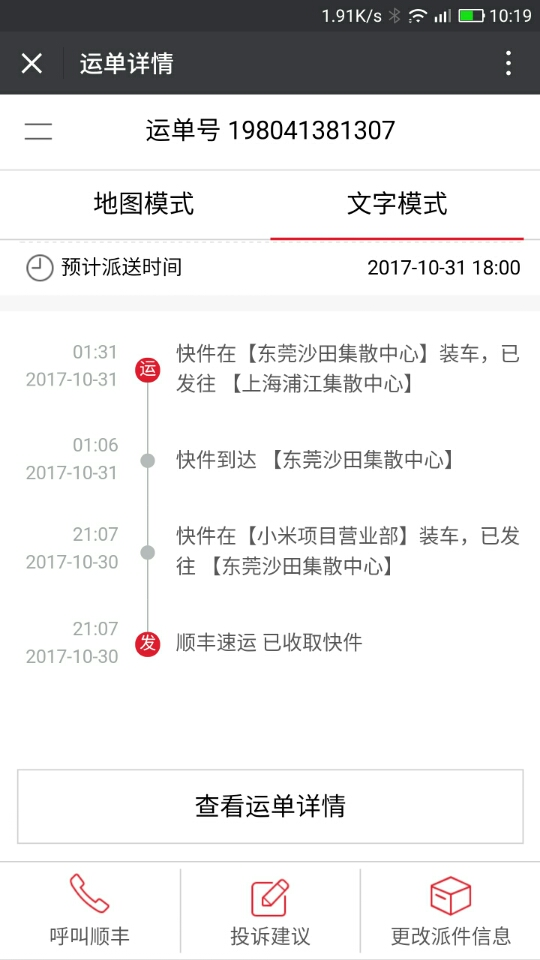 1.91K/s 10:19
运单详情
运单号 198041381307
地图模式 文字模式
预计派送时间 2017-10-31 18:00
01:31
2017-10-31
运
快件在【东莞沙田集散中心】装车，已
发往 【上海浦江集散中心】
01:06
2017-10-31
快件到达 【东莞沙田集散中心】
21:07
2017-10-30
快件在【小米项目营业部】装车，已发
往 【东莞沙田集散中心】
21:07
2017-10-30
发
顺丰速运 已收取快件
查看运单详情
呼叫顺丰 投诉建议 更改派件信息